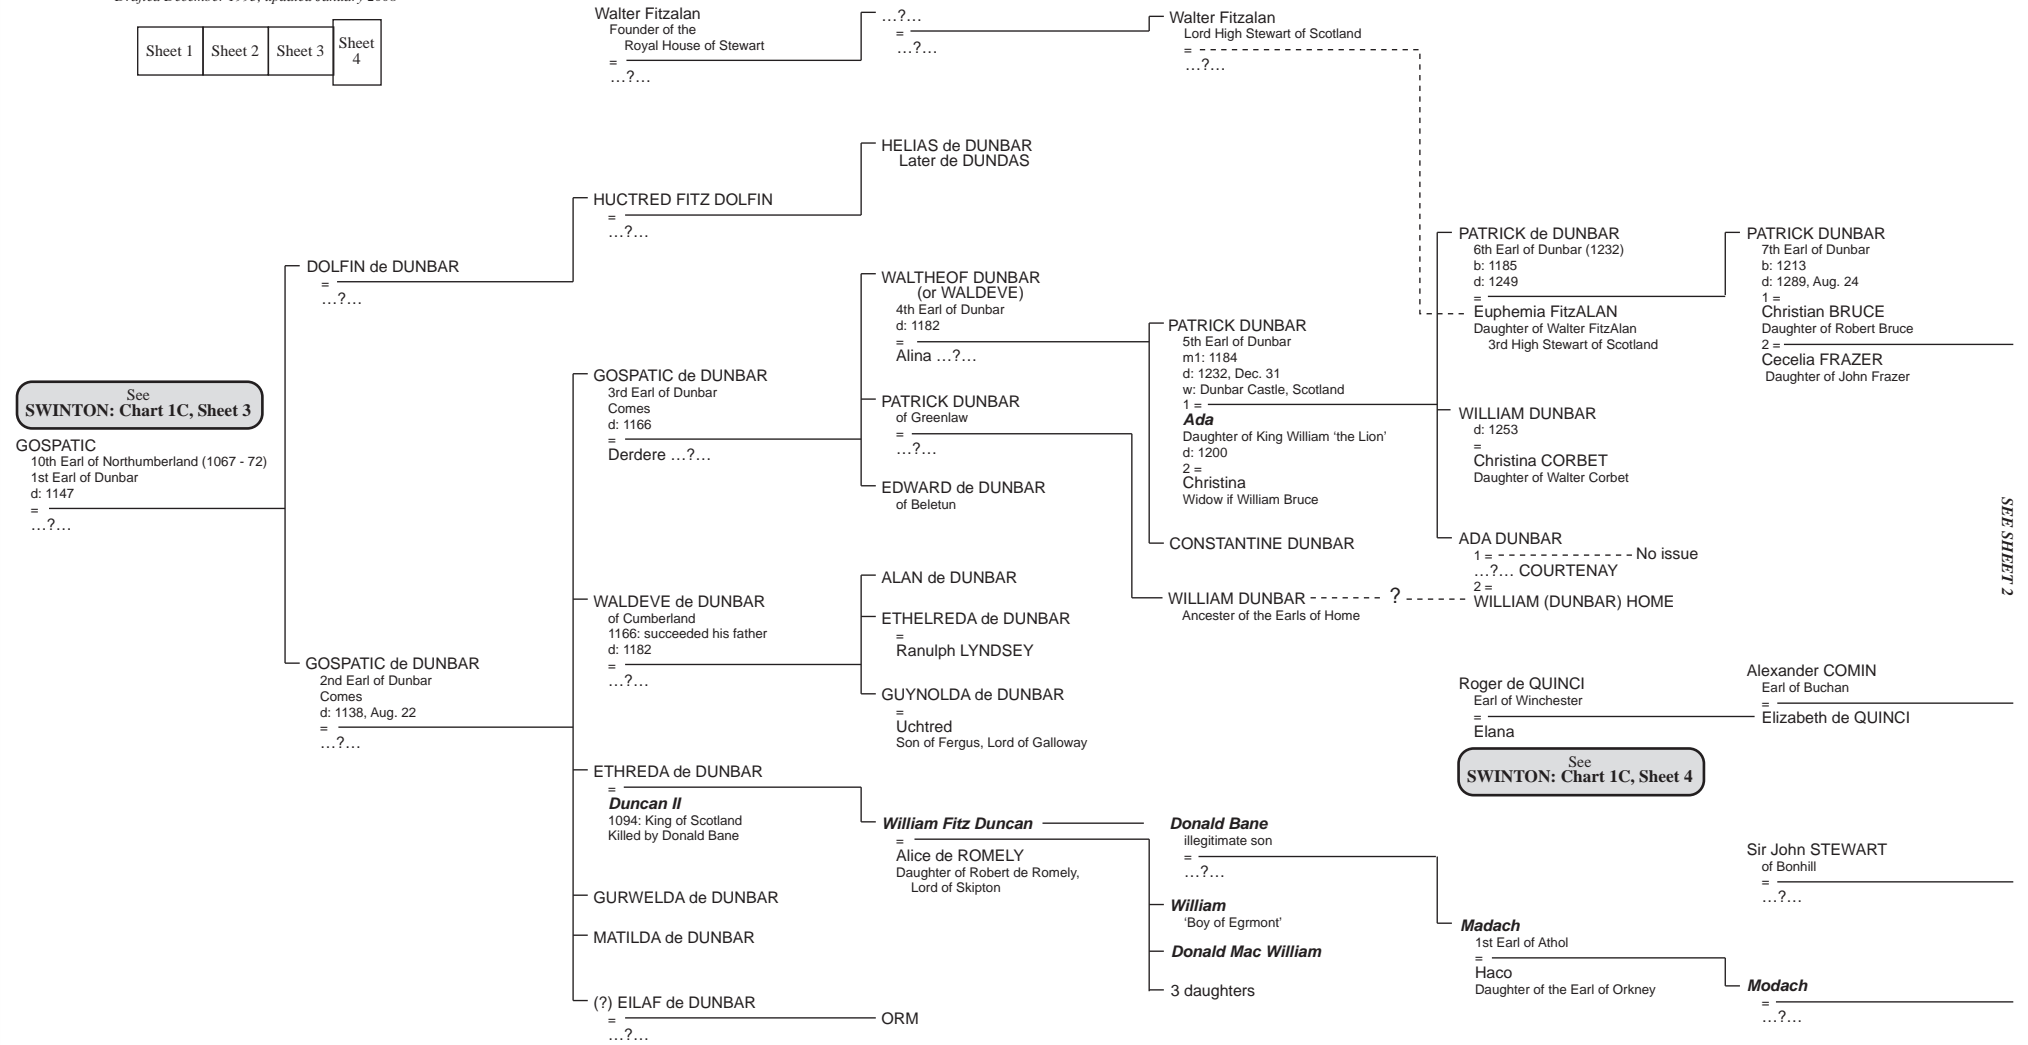 Sheet 1
Sheet 2
Sheet 3
Sheet
4
Walter Fitzalan
Founder of the
Royal House of Stewart
=
…?…
…?…
=
…?…
Walter Fitzalan
Lord High Stewart of Scotland
=
…?…
HELIAS de DUNBAR
Later de DUNDAS
HUCTRED FITZ DOLFIN
=
…?…
DOLFIN de DUNBAR
=
…?…
See
SWINTON: Chart 1C, Sheet 3
GOSPATIC
10th Earl of Northumberland (1067 - 72)
1st Earl of Dunbar
d: 1147
=
…?…
GOSPATIC de DUNBAR
2nd Earl of Dunbar
Comes
d: 1138, Aug. 22
=
…?…
GOSPATIC de DUNBAR
3rd Earl of Dunbar
Comes
d: 1166
=
Derdere …?…
WALDEVE de DUNBAR
of Cumberland
1166: succeeded his father
d: 1182
=
…?…
ETHREDA de DUNBAR
=
Duncan II
1094: King of Scotland
Killed by Donald Bane
GURWELDA de DUNBAR
MATILDA de DUNBAR
(?) EILAF de DUNBAR
=
…?…
WALTHEOF DUNBAR
(or WALDEVE)
4th Earl of Dunbar
d: 1182
=
Alina …?…
PATRICK DUNBAR
of Greenlaw
=
…?…
EDWARD de DUNBAR
of Beletun
ALAN de DUNBAR
ETHELREDA de DUNBAR
=
Ranulph LYNDSEY
GUYNOLDA de DUNBAR
=
Uchtred
Son of Fergus, Lord of Galloway
William Fitz Duncan
=
Alice de ROMELY
Daughter of Robert de Romely,
Lord of Skipton
ORM
PATRICK DUNBAR
5th Earl of Dunbar
m1: 1184
d: 1232, Dec. 31
w: Dunbar Castle, Scotland
1 =
Ada
Daughter of King William ‘the Lion’
d: 1200
2 =
Christina
Widow if William Bruce
CONSTANTINE DUNBAR
WILLIAM DUNBAR
?
Ancester of the Earls of Home
Donald Bane
illegitimate son
=
…?…
William
‘Boy of Egrmont’
Donald Mac William
3 daughters
PATRICK de DUNBAR
6th Earl of Dunbar (1232)
b: 1185
d: 1249
=
Euphemia FitzALAN
Daughter of Walter FitzAlan
3rd High Stewart of Scotland
WILLIAM DUNBAR
d: 1253
=
Christina CORBET
Daughter of Walter Corbet
ADA DUNBAR
1 =
No issue
…?… COURTENAY
2 =
WILLIAM (DUNBAR) HOME
Roger de QUINCI
Earl of Winchester
=
Elana
See
SWINTON: Chart 1C, Sheet 4
Madach
1st Earl of Athol
=
Haco
Daughter of the Earl of Orkney
PATRICK DUNBAR
7th Earl of Dunbar
b: 1213
d: 1289, Aug. 24
1 =
Christian BRUCE
Daughter of Robert Bruce
2 =
Cecelia FRAZER
Daughter of John Frazer
Alexander COMIN
Earl of Buchan
=
Elizabeth de QUINCI
Sir John STEWART
of Bonhill
=
…?…
Modach
=
…?…
SEE SHEET 2